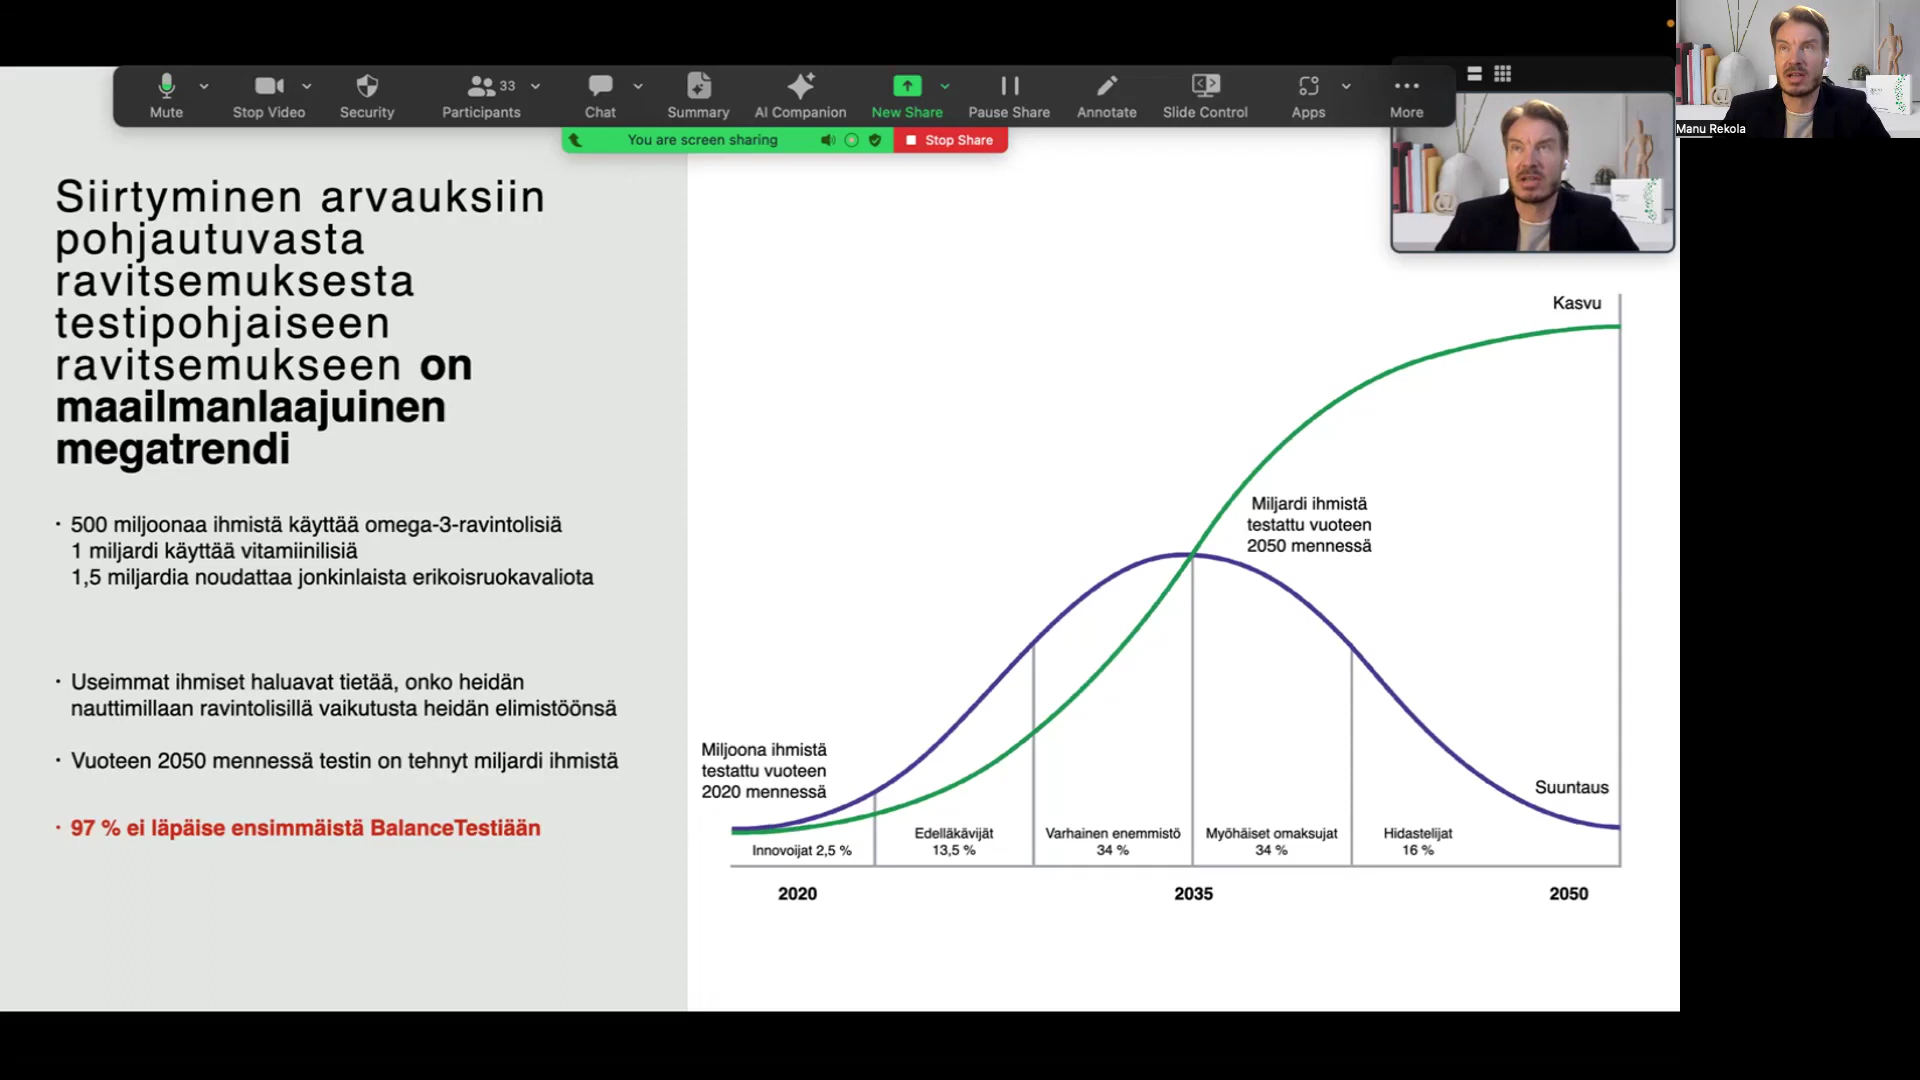 Manu Rekola
Mute
Stop Video
Security
33
Participants
Chat
Summary
AI Companion
New Share
Pause Share
Annotate
Slide Control
Apps
More
You are screen sharing
Stop Share
Siirtyminen arvauksiin
pohjautuvasta
ravitsemuksesta
testipohjaiseen
ravitsemukseen on
maailmanlaajuinen
megatrendi
· 500 miljoonaa ihmistä käyttää omega-3-ravintolisiä
1 miljardi käyttää vitamiinilisiä
1,5 miljardia noudattaa jonkinlaista erikoisruokavaliota
· Useimmat ihmiset haluavat tietää, onko heidän
nauttimillaan ravintolisillä vaikutusta heidän elimistöönsä
· Vuoteen 2050 mennessä testin on tehnyt miljardi ihmistä
· 97 % ei läpäise ensimmäistä BalanceTestiään
Kasvu
Miljardi ihmistä
testattu vuoteen
2050 mennessä
Miljoona ihmistä
testattu vuoteen
2020 mennessä
Suuntaus
Innovoijat 2,5 %
Edelläkävijät
13,5 %
Varhainen enemmistö
34 %
Myöhäiset omaksujat
34 %
Hidastelijat
16 %
2020
2035
2050